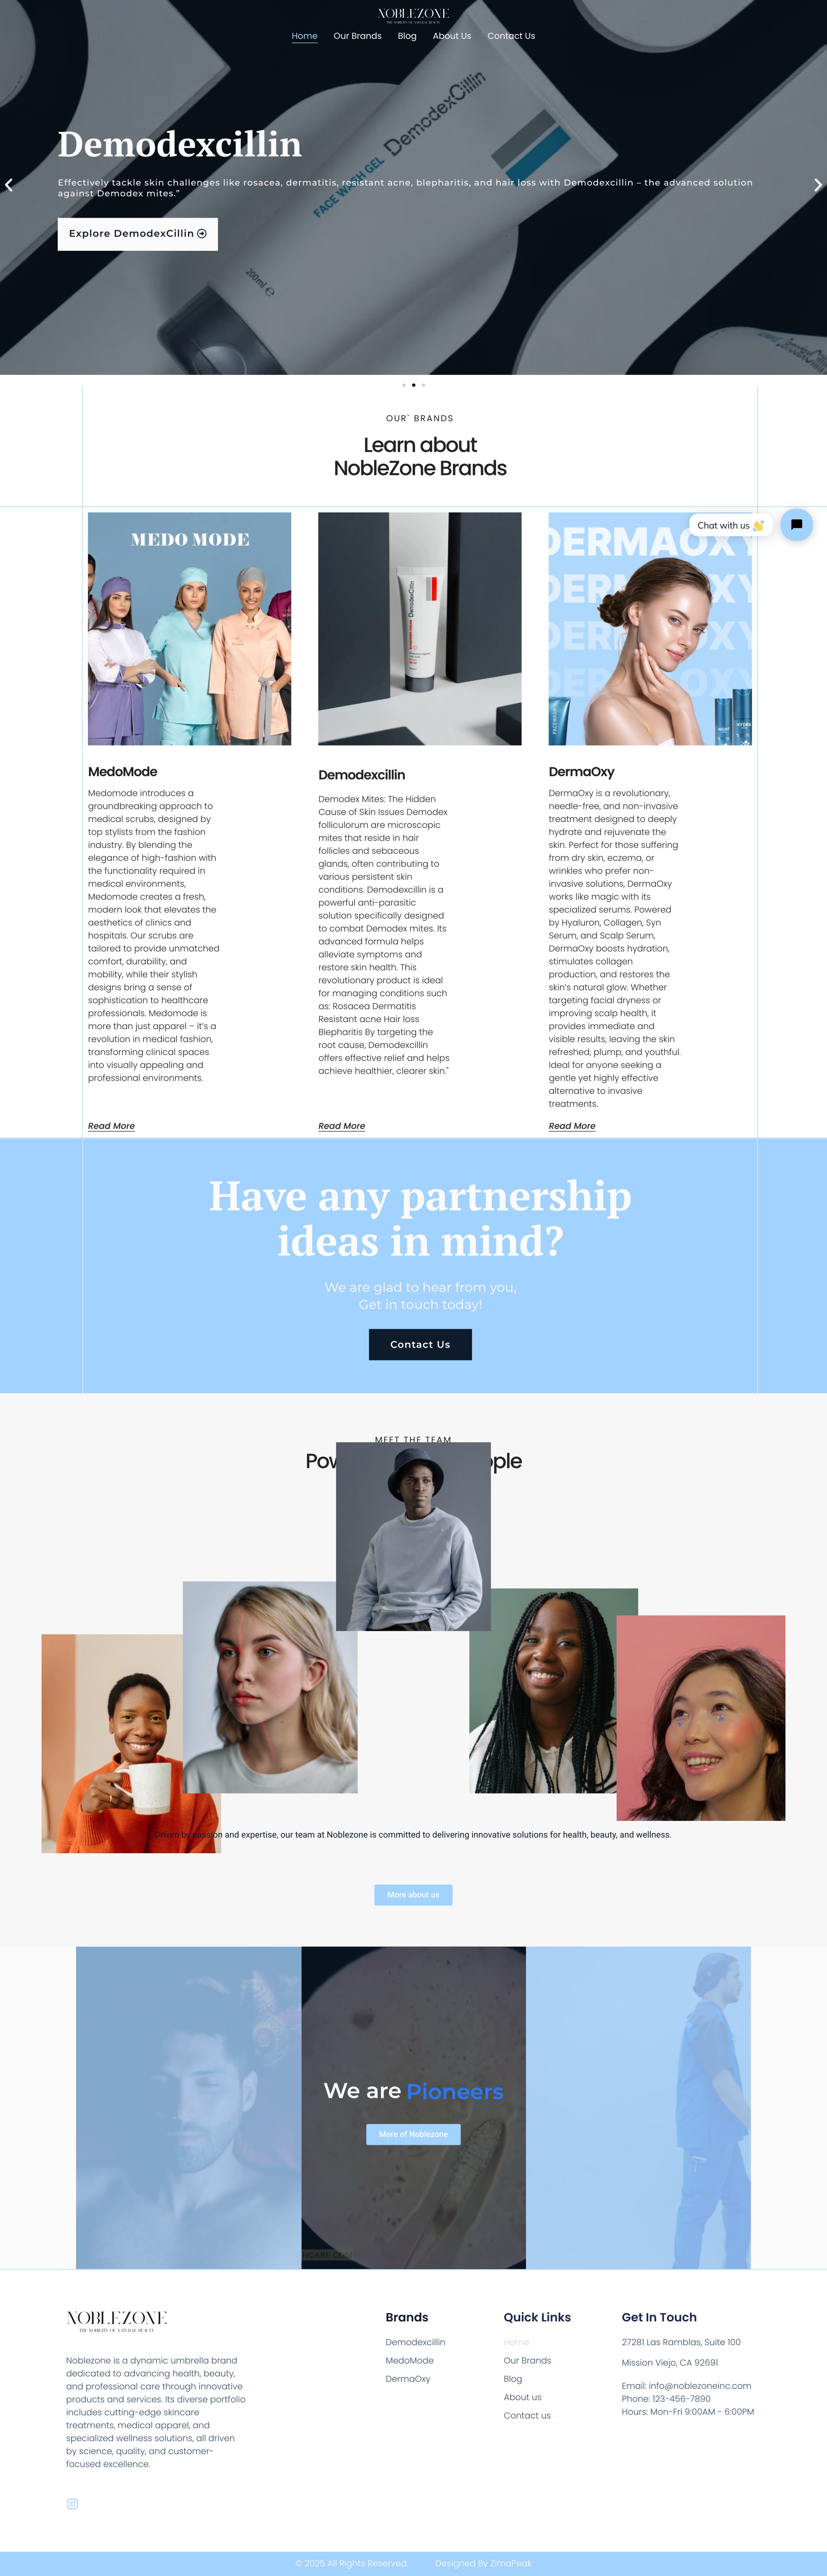 NOBLEZONE
THE NOBILITY OF NATURAL BEAUTY
Home
Our Brands
Blog
About Us
Contact Us
FACE WASH GEL DemodexCillin
200ml e
Demodexcillin
Effectively tackle skin challenges like rosacea, dermatitis, resistant acne, blepharitis, and hair loss with Demodexcillin – the advanced solution
against Demodex mites.”
Explore DemodexCillin
OUR` BRANDS
Learn about
NobleZone Brands
Chat with us 👋
MEDO MODE
DemodexCillin
DERMAOXY
MedoMode
Medomode introduces a
groundbreaking approach to
medical scrubs, designed by
top stylists from the fashion
industry. By blending the
elegance of high-fashion with
the functionality required in
medical environments,
Medomode creates a fresh,
modern look that elevates the
aesthetics of clinics and
hospitals. Our scrubs are
tailored to provide unmatched
comfort, durability, and
mobility, while their stylish
designs bring a sense of
sophistication to healthcare
professionals. Medomode is
more than just apparel – it’s a
revolution in medical fashion,
transforming clinical spaces
into visually appealing and
professional environments.
Read More
Demodexcillin
Demodex Mites: The Hidden
Cause of Skin Issues Demodex
folliculorum are microscopic
mites that reside in hair
follicles and sebaceous
glands, often contributing to
various persistent skin
conditions. Demodexcillin is a
powerful anti-parasitic
solution specifically designed
to combat Demodex mites. Its
advanced formula helps
alleviate symptoms and
restore skin health. This
revolutionary product is ideal
for managing conditions such
as: Rosacea Dermatitis
Resistant acne Hair loss
Blepharitis By targeting the
root cause, Demodexcillin
offers effective relief and helps
achieve healthier, clearer skin."
Read More
DermaOxy
DermaOxy is a revolutionary,
needle-free, and non-invasive
treatment designed to deeply
hydrate and rejuvenate the
skin. Perfect for those suffering
from dry skin, eczema, or
wrinkles who prefer non-
invasive solutions, DermaOxy
works like magic with its
specialized serums. Powered
by Hyaluron, Collagen, Syn
Serum, and Scalp Serum,
DermaOxy boosts hydration,
stimulates collagen
production, and restores the
skin’s natural glow. Whether
targeting facial dryness or
improving scalp health, it
provides immediate and
visible results, leaving the skin
refreshed, plump, and youthful.
Ideal for anyone seeking a
gentle yet highly effective
alternative to invasive
treatments.
Read More
Have any partnership
ideas in mind?
We are glad to hear from you,
Get in touch today!
Contact Us
MEET THE TEAM
Driven by passion and expertise, our team at Noblezone is committed to delivering innovative solutions for health, beauty, and wellness.
More about us
We are Pioneers
More of Noblezone
NOBLEZONE
THE NOBILITY OF NATURAL BEAUTY
Noblezone is a dynamic umbrella brand
dedicated to advancing health, beauty,
and professional care through innovative
products and services. Its diverse portfolio
includes cutting-edge skincare
treatments, medical apparel, and
specialized wellness solutions, all driven
by science, quality, and customer-
focused excellence.
Brands
Demodexcillin
MedoMode
DermaOxy
Quick Links
Home
Our Brands
Blog
About us
Contact us
Get In Touch
27281 Las Ramblas, Suite 100
Mission Viejo, CA 92691
Email: info@noblezoneinc.com
Phone: 123-456-7890
Hours: Mon-Fri 9:00AM - 6:00PM
© 2025 All Rights Reserved.
Designed By ZimaPeak